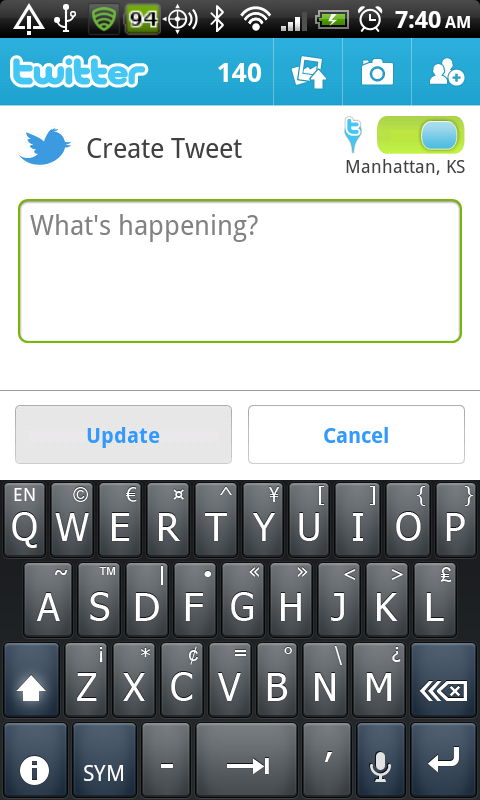 94 7:40 AM
twitter 140
Create Tweet
Manhattan, KS
What's happening?
Update Cancel
EN © € ¤ ^ ¥ [ ] { }
Q W E R T Y U I O P
~ ™ | • « » < > £
A S D F G H J K L
¡ * ¢ = ° \ ¿
Z X C V B N M
SYM - ,